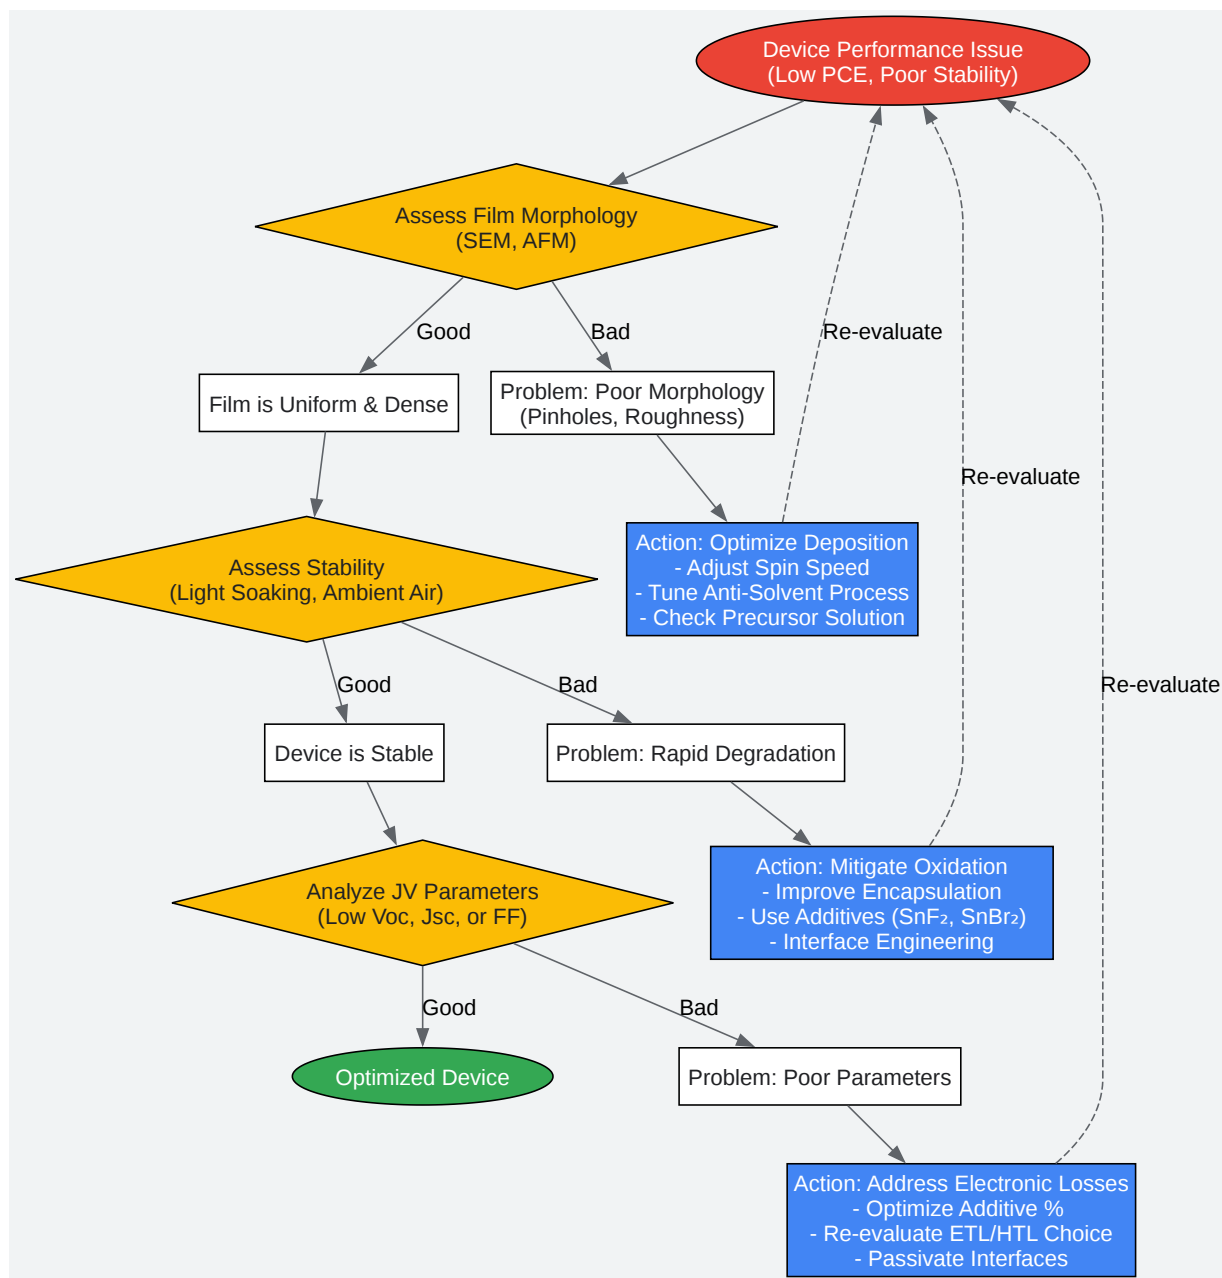 Device Performance Issue
(Low PCE, Poor Stability)
Assess Film Morphology
(SEM, AFM)
Good
Bad
Re-evaluate
Film is Uniform & Dense
Problem: Poor Morphology
(Pinholes, Roughness)
Re-evaluate
Action: Optimize Deposition
- Adjust Spin Speed
- Tune Anti-Solvent Process
- Check Precursor Solution
Assess Stability
(Light Soaking, Ambient Air)
Good
Bad
Re-evaluate
Device is Stable
Problem: Rapid Degradation
Action: Mitigate Oxidation
- Improve Encapsulation
- Use Additives (SnF₂, SnBr₂)
- Interface Engineering
Analyze JV Parameters
(Low Voc, Jsc, or FF)
Good
Bad
Optimized Device
Problem: Poor Parameters
Action: Address Electronic Losses
- Optimize Additive %
- Re-evaluate ETL/HTL Choice
- Passivate Interfaces